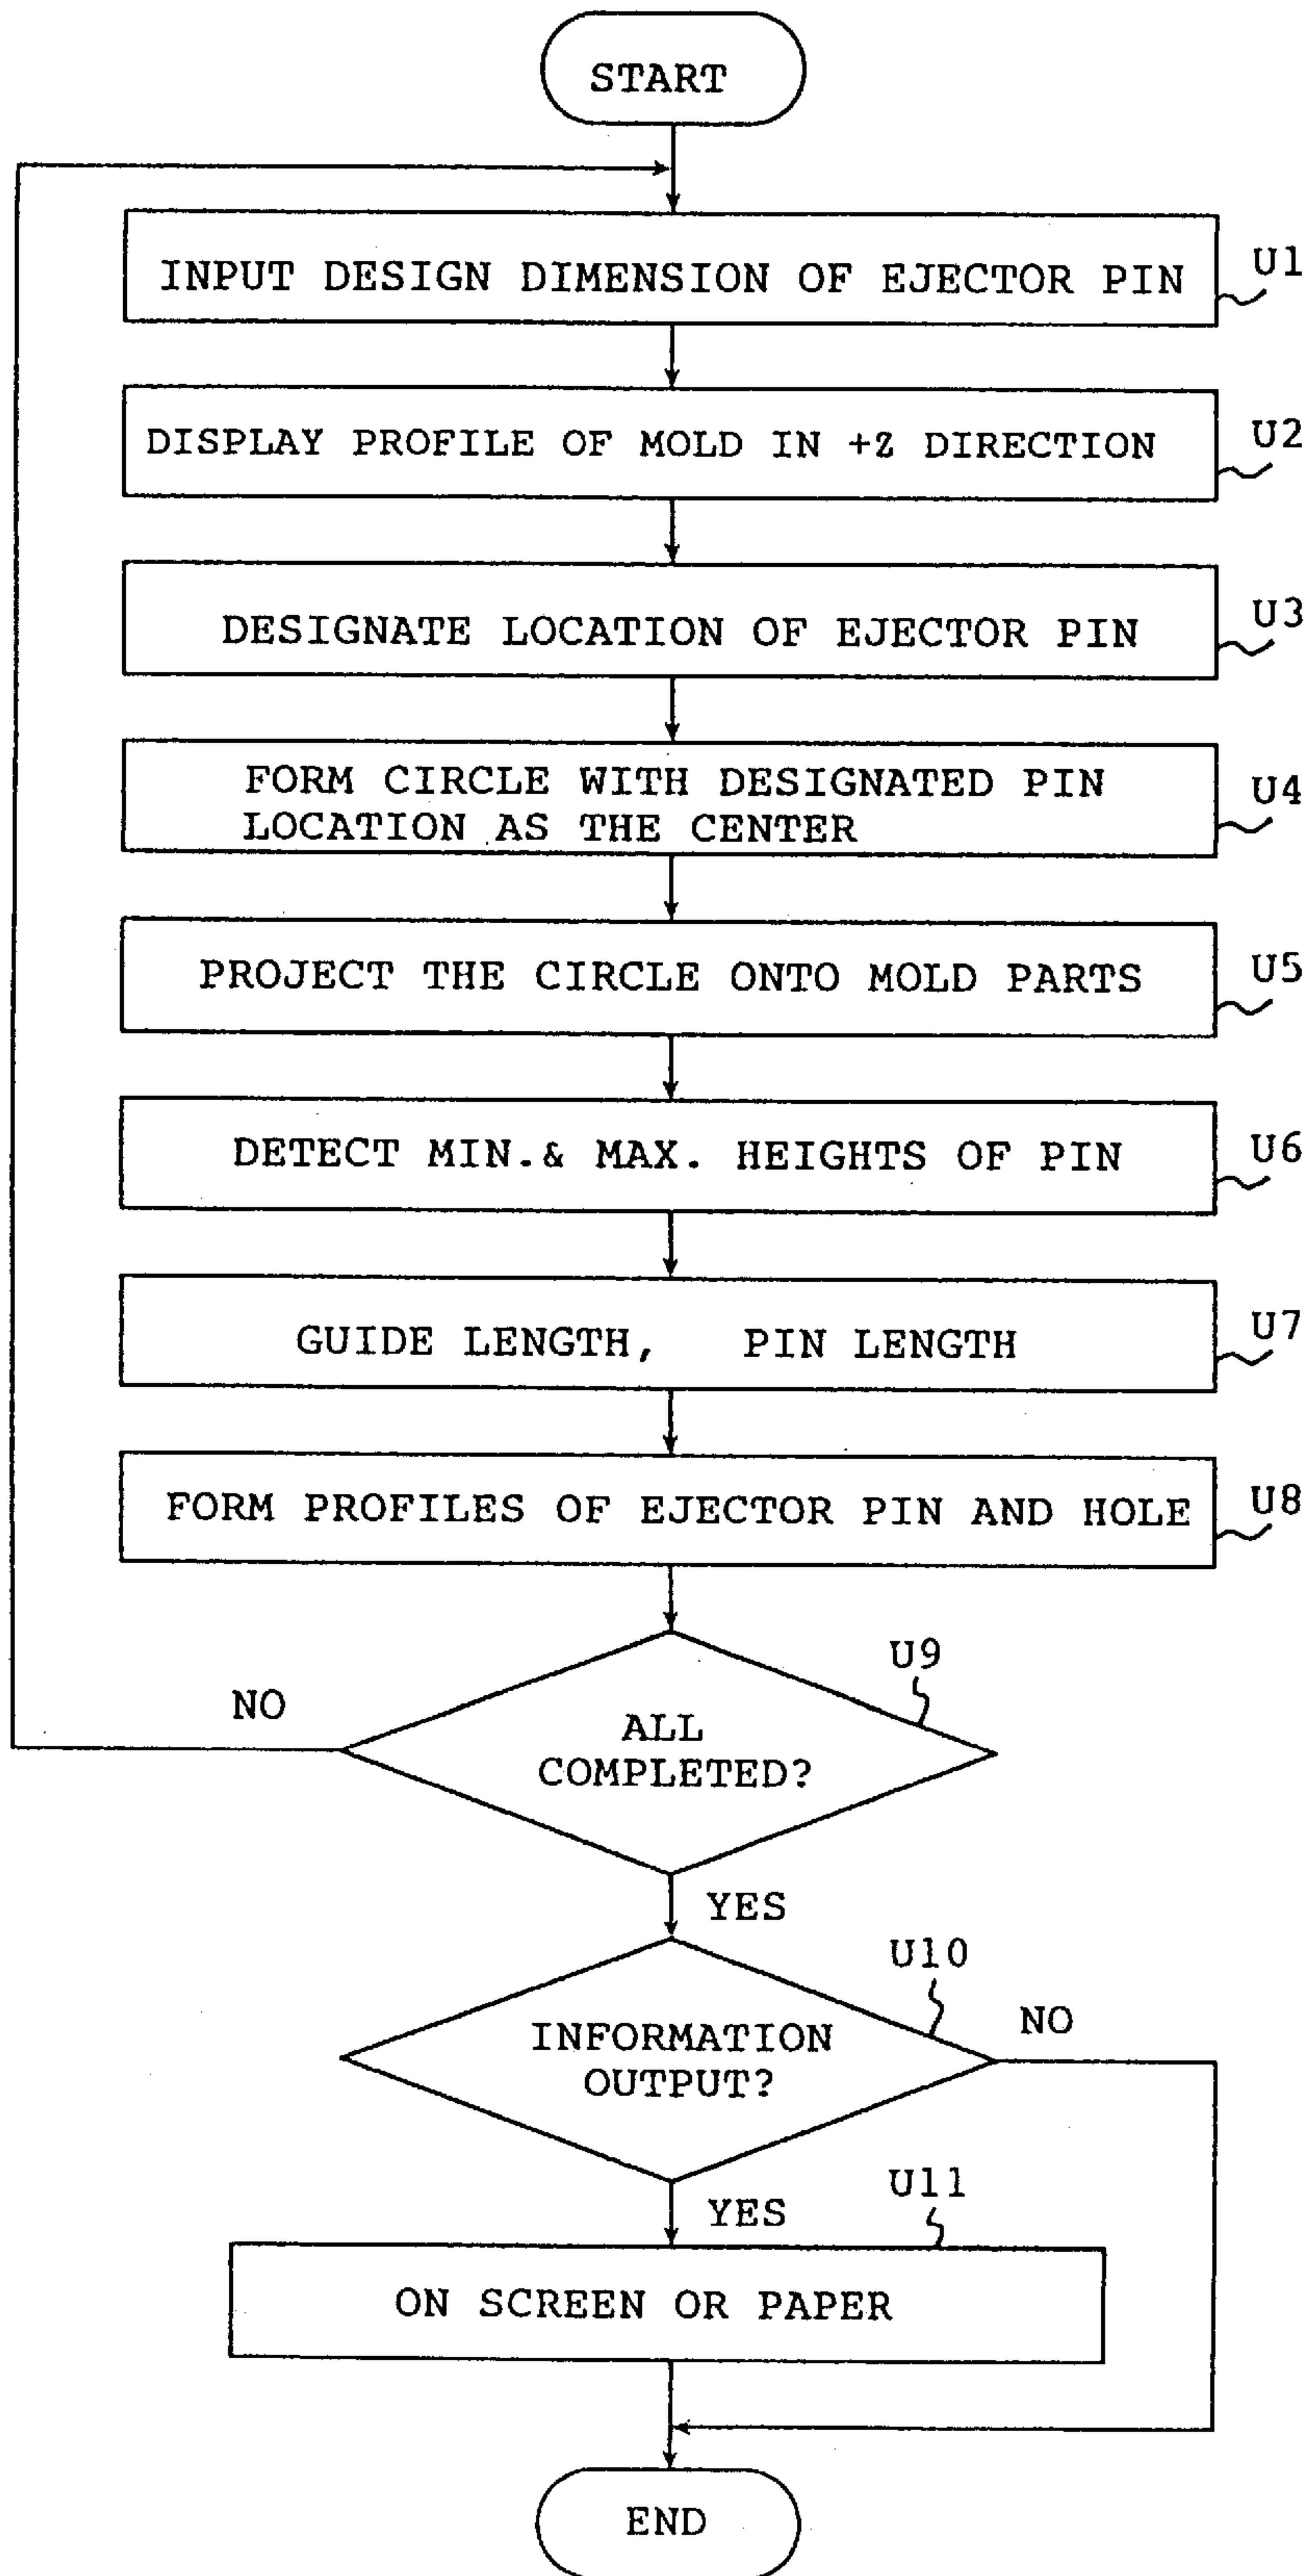 START
INPUT DESIGN DIMENSION OF EJECTOR PIN
U1
DISPLAY PROFILE OF MOLD IN +Z DIRECTION
U2
DESIGNATE LOCATION OF EJECTOR PIN
U3
FORM CIRCLE WITH DESIGNATED PIN
LOCATION AS THE CENTER
U4
PROJECT THE CIRCLE ONTO MOLD PARTS
U5
DETECT MIN.& MAX. HEIGHTS OF PIN
U6
GUIDE LENGTH, PIN LENGTH
U7
FORM PROFILES OF EJECTOR PIN AND HOLE
U8
U9
NO
ALL
COMPLETED?
YES
U10
NO
INFORMATION
OUTPUT?
U11
YES
ON SCREEN OR PAPER
END